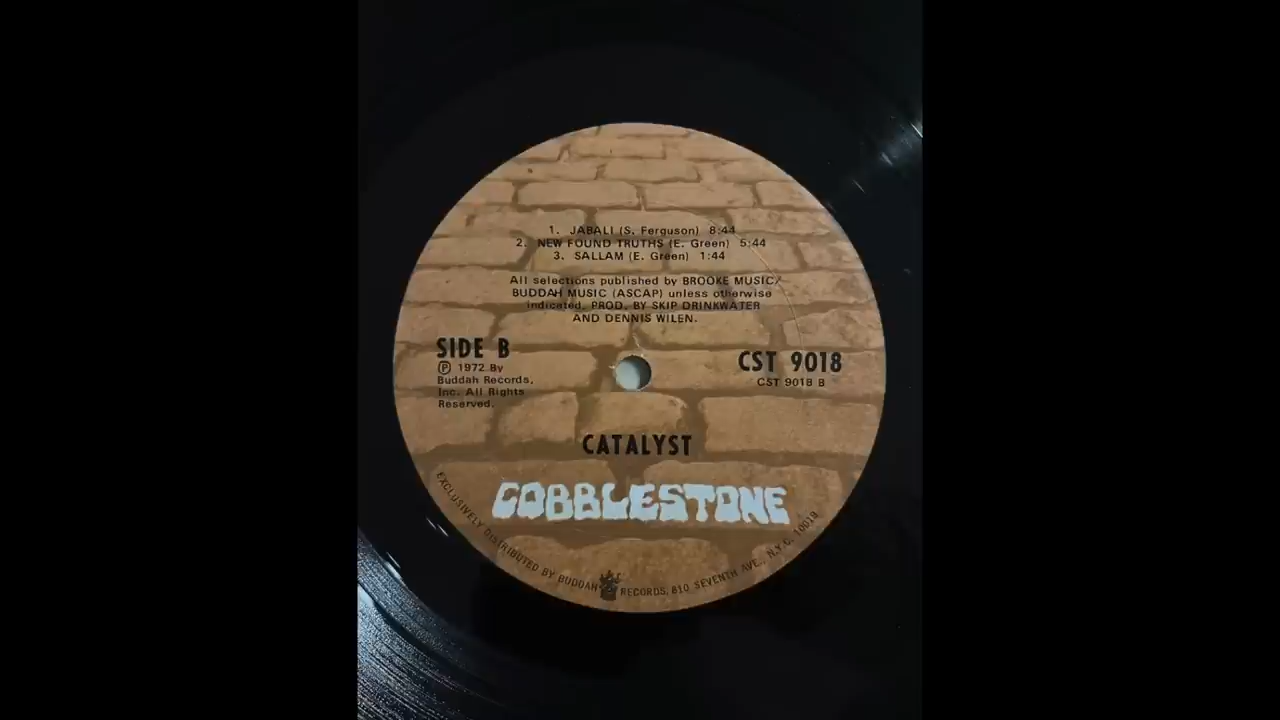 1. JABALI (S. Ferguson) 8:44
2. NEW FOUND TRUTHS (E. Green) 5:44
3. SALLAM (E. Green) 1:44
All selections published by BROOKE MUSIC/
BUDDAH MUSIC (ASCAP) unless otherwise
indicated. PROD. BY SKIP DRINKWATER
AND DENNIS WILEN.
SIDE B
Ⓟ 1972 By
Buddah Records,
Inc. All Rights
Reserved.
CST 9018
CST 9018 B
CATALYST
COBBLESTONE
EXCLUSIVELY DISTRIBUTED BY BUDDAH RECORDS, 810 SEVENTH AVE., N.Y.C. 10019